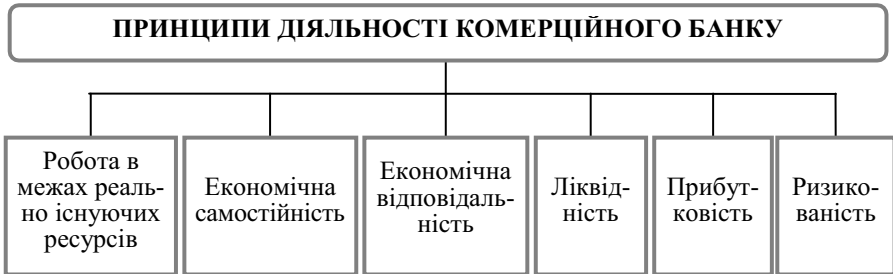 ПРИНЦИПИ ДІЯЛЬНОСТІ КОМЕРЦІЙНОГО БАНКУ
Робота в
межах реаль-
но існуючих
ресурсів
Економічна
самостійність
Економічна
відповідаль-
ність
Ліквід-
ність
Прибут-
ковість
Ризико-
ваність